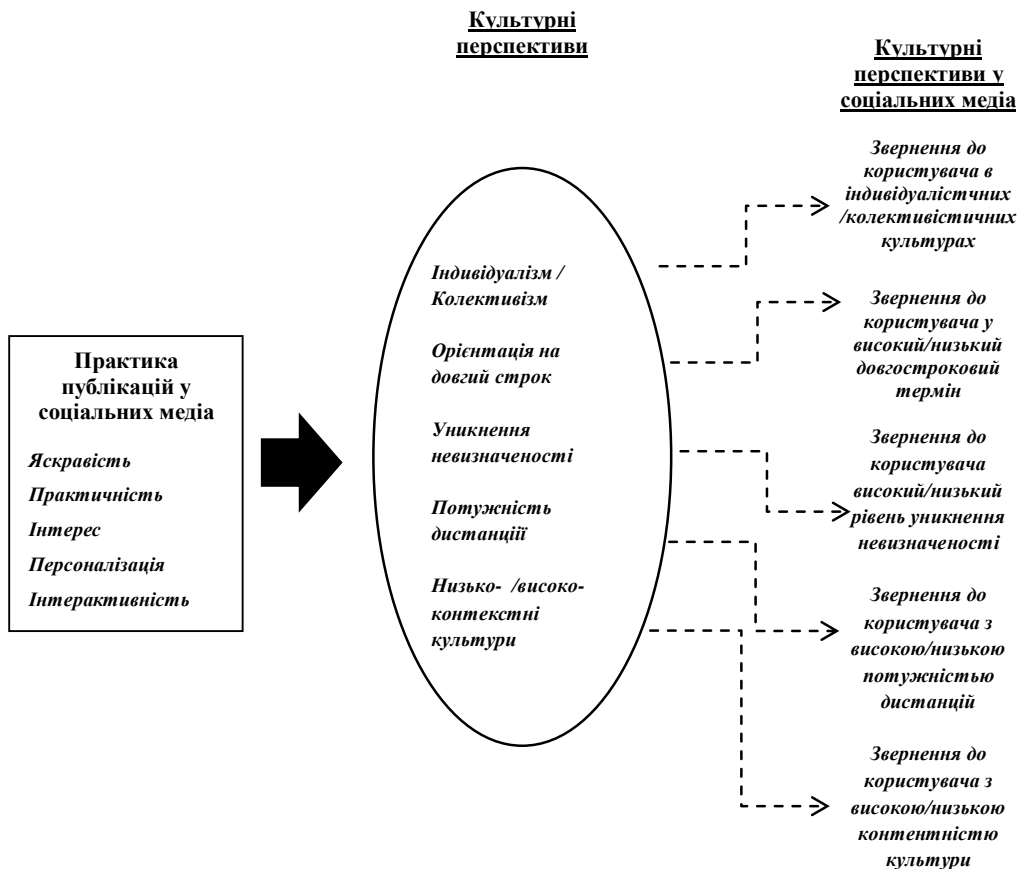 Культурні
перспективи
Культурні
перспективи у
соціальних медіа
Практика
публікацій у
соціальних медіа
Яскравість
Практичність
Інтерес
Персоналізація
Інтерактивність
Індивідуалізм /
Колективізм
Орієнтація на
довгий строк
Уникнення
невизначеності
Потужність
дистанціїї
Низько- /високо-
контекстні
культури
Звернення до
користувача в
індивідуалістчних
/колективістичних
культурах
Звернення до
користувача у
високий/низький
довгостроковий
термін
Звернення до
користувача
високий/низький
рівень уникнення
невизначеності
Звернення до
користувача з
високою/низькою
потужністью
дистанцій
Звернення до
користувача з
високою/низькою
контентністю
культури